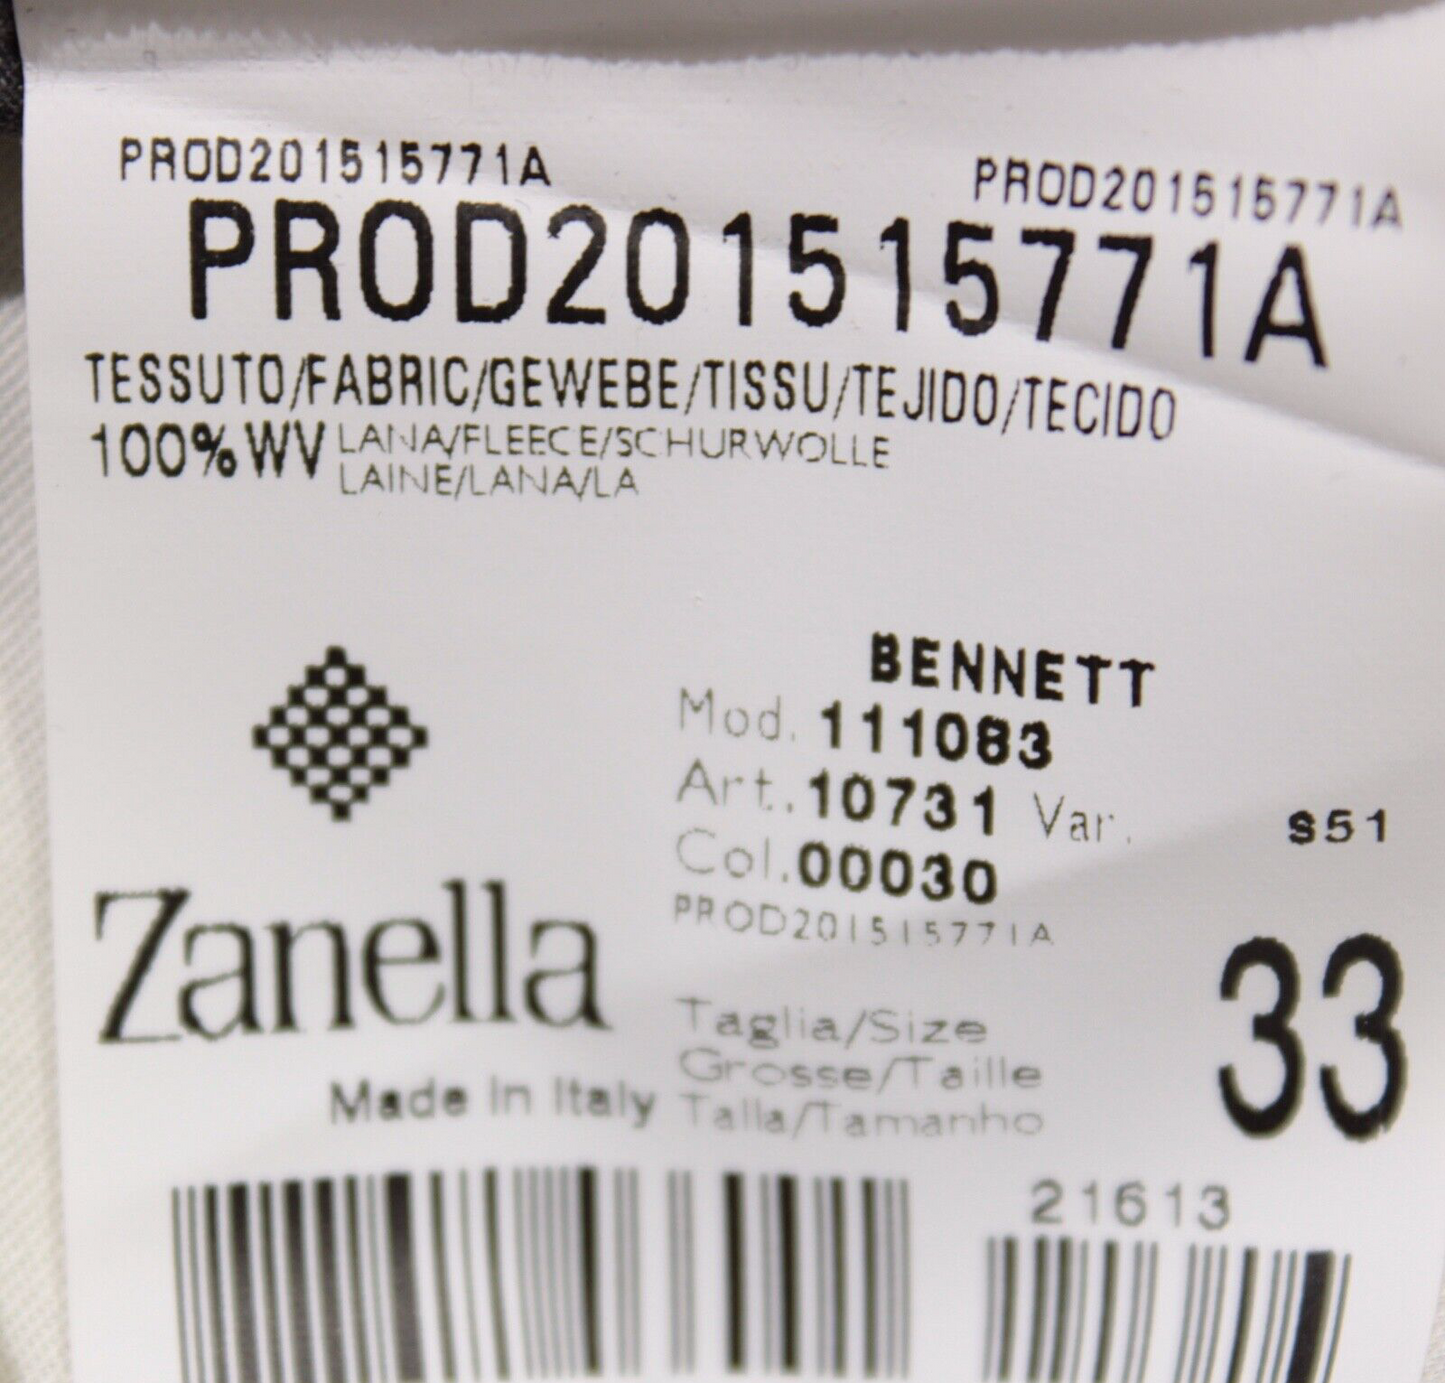 PROD201515771A
PROD201515771A
PROD201515771A
TESSUTO/FABRIC/GEWEBE/TISSU/TEJIDO/TECIDO
100%WV LANA/FLEECE/SCHURWOLLE
LAINE/LANA/LA
BENNETT
Mod. 111083
Art. 10731 Var. S51
Col. 00030
PROD201515771A
Zanella
Made in Italy
Taglia/Size
Grosse/Taille
Talla/Tamanho
33
21613